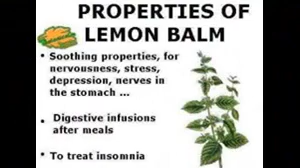 PROPERTIES OF
LEMON BALM
• Soothing properties, for
nervousness, stress,
depression, nerves in
the stomach ...
• Digestive infusions
after meals
• To treat insomnia